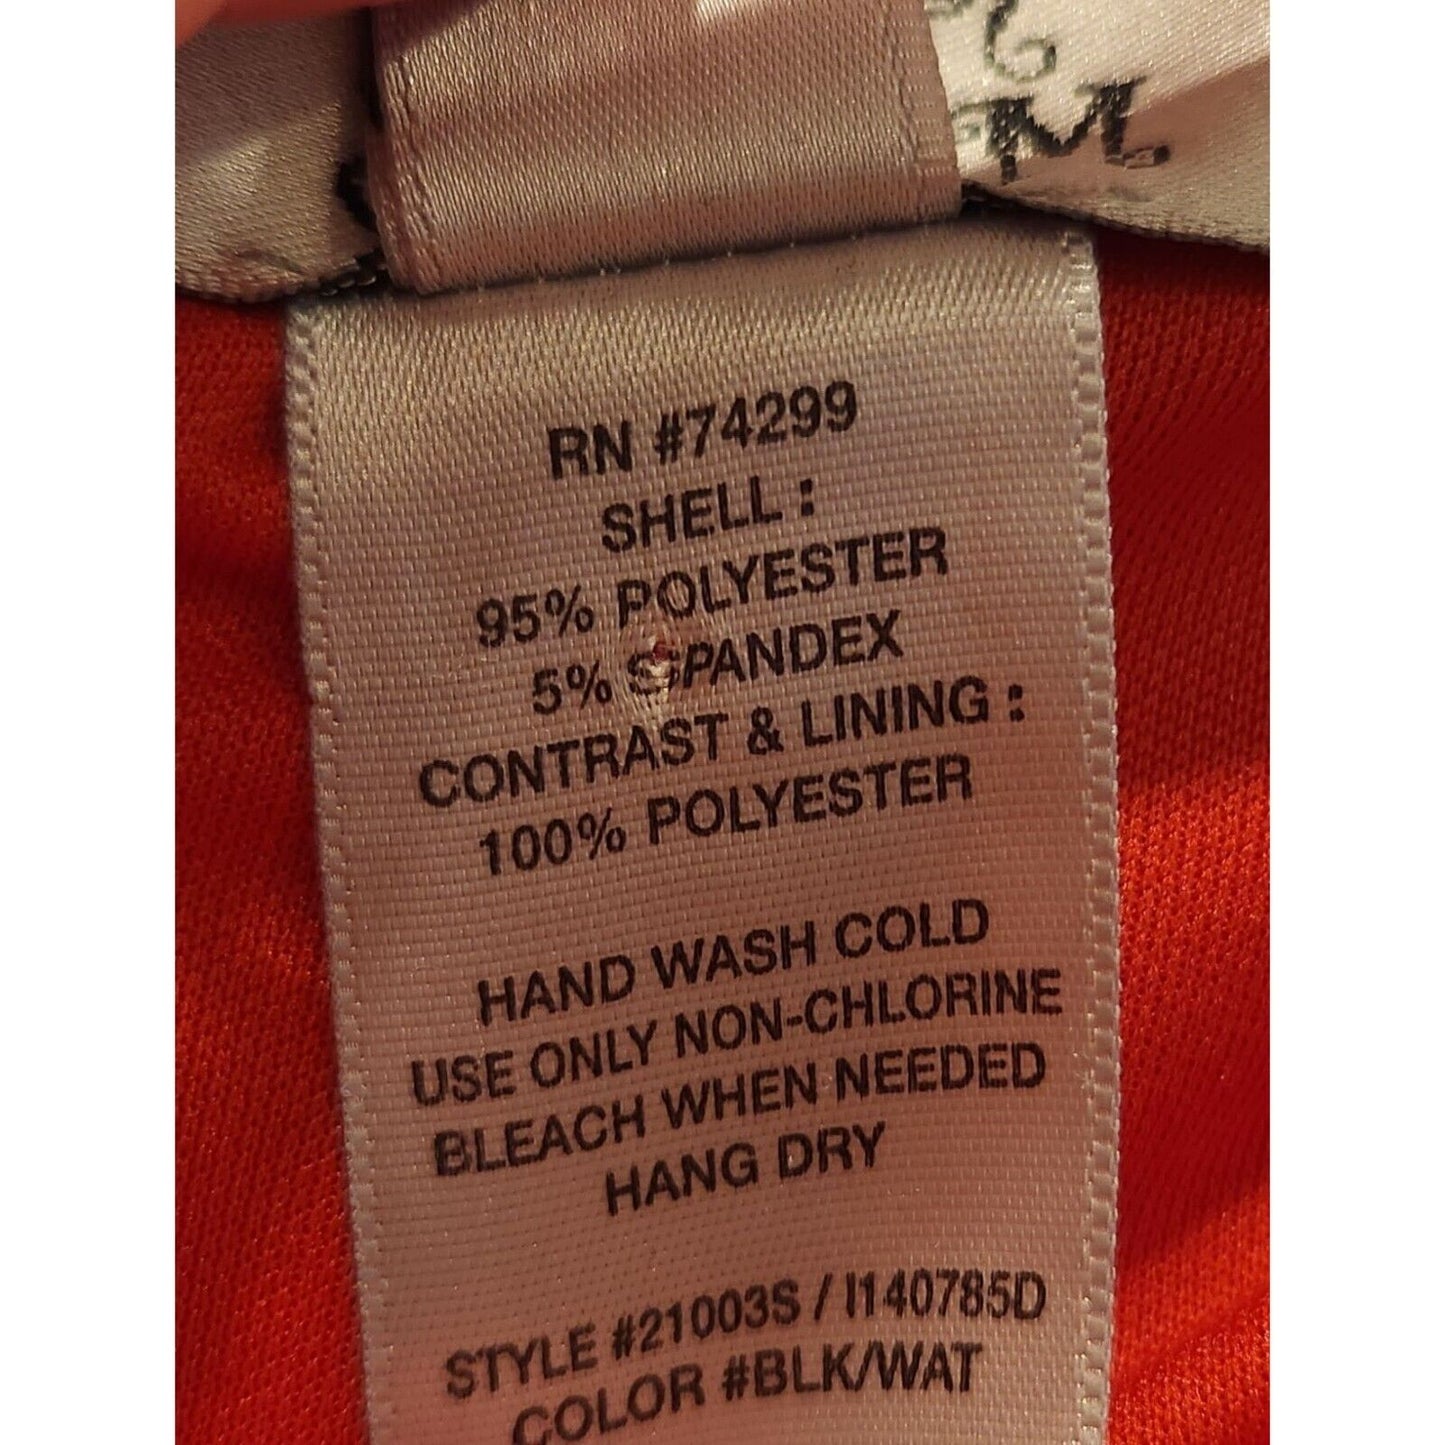 M.
RN #74299
SHELL :
95% POLYESTER
5% SPANDEX
CONTRAST & LINING :
100% POLYESTER
HAND WASH COLD
USE ONLY NON-CHLORINE
BLEACH WHEN NEEDED
HANG DRY
STYLE #21003S / I140785D
COLOR #BLK/WAT